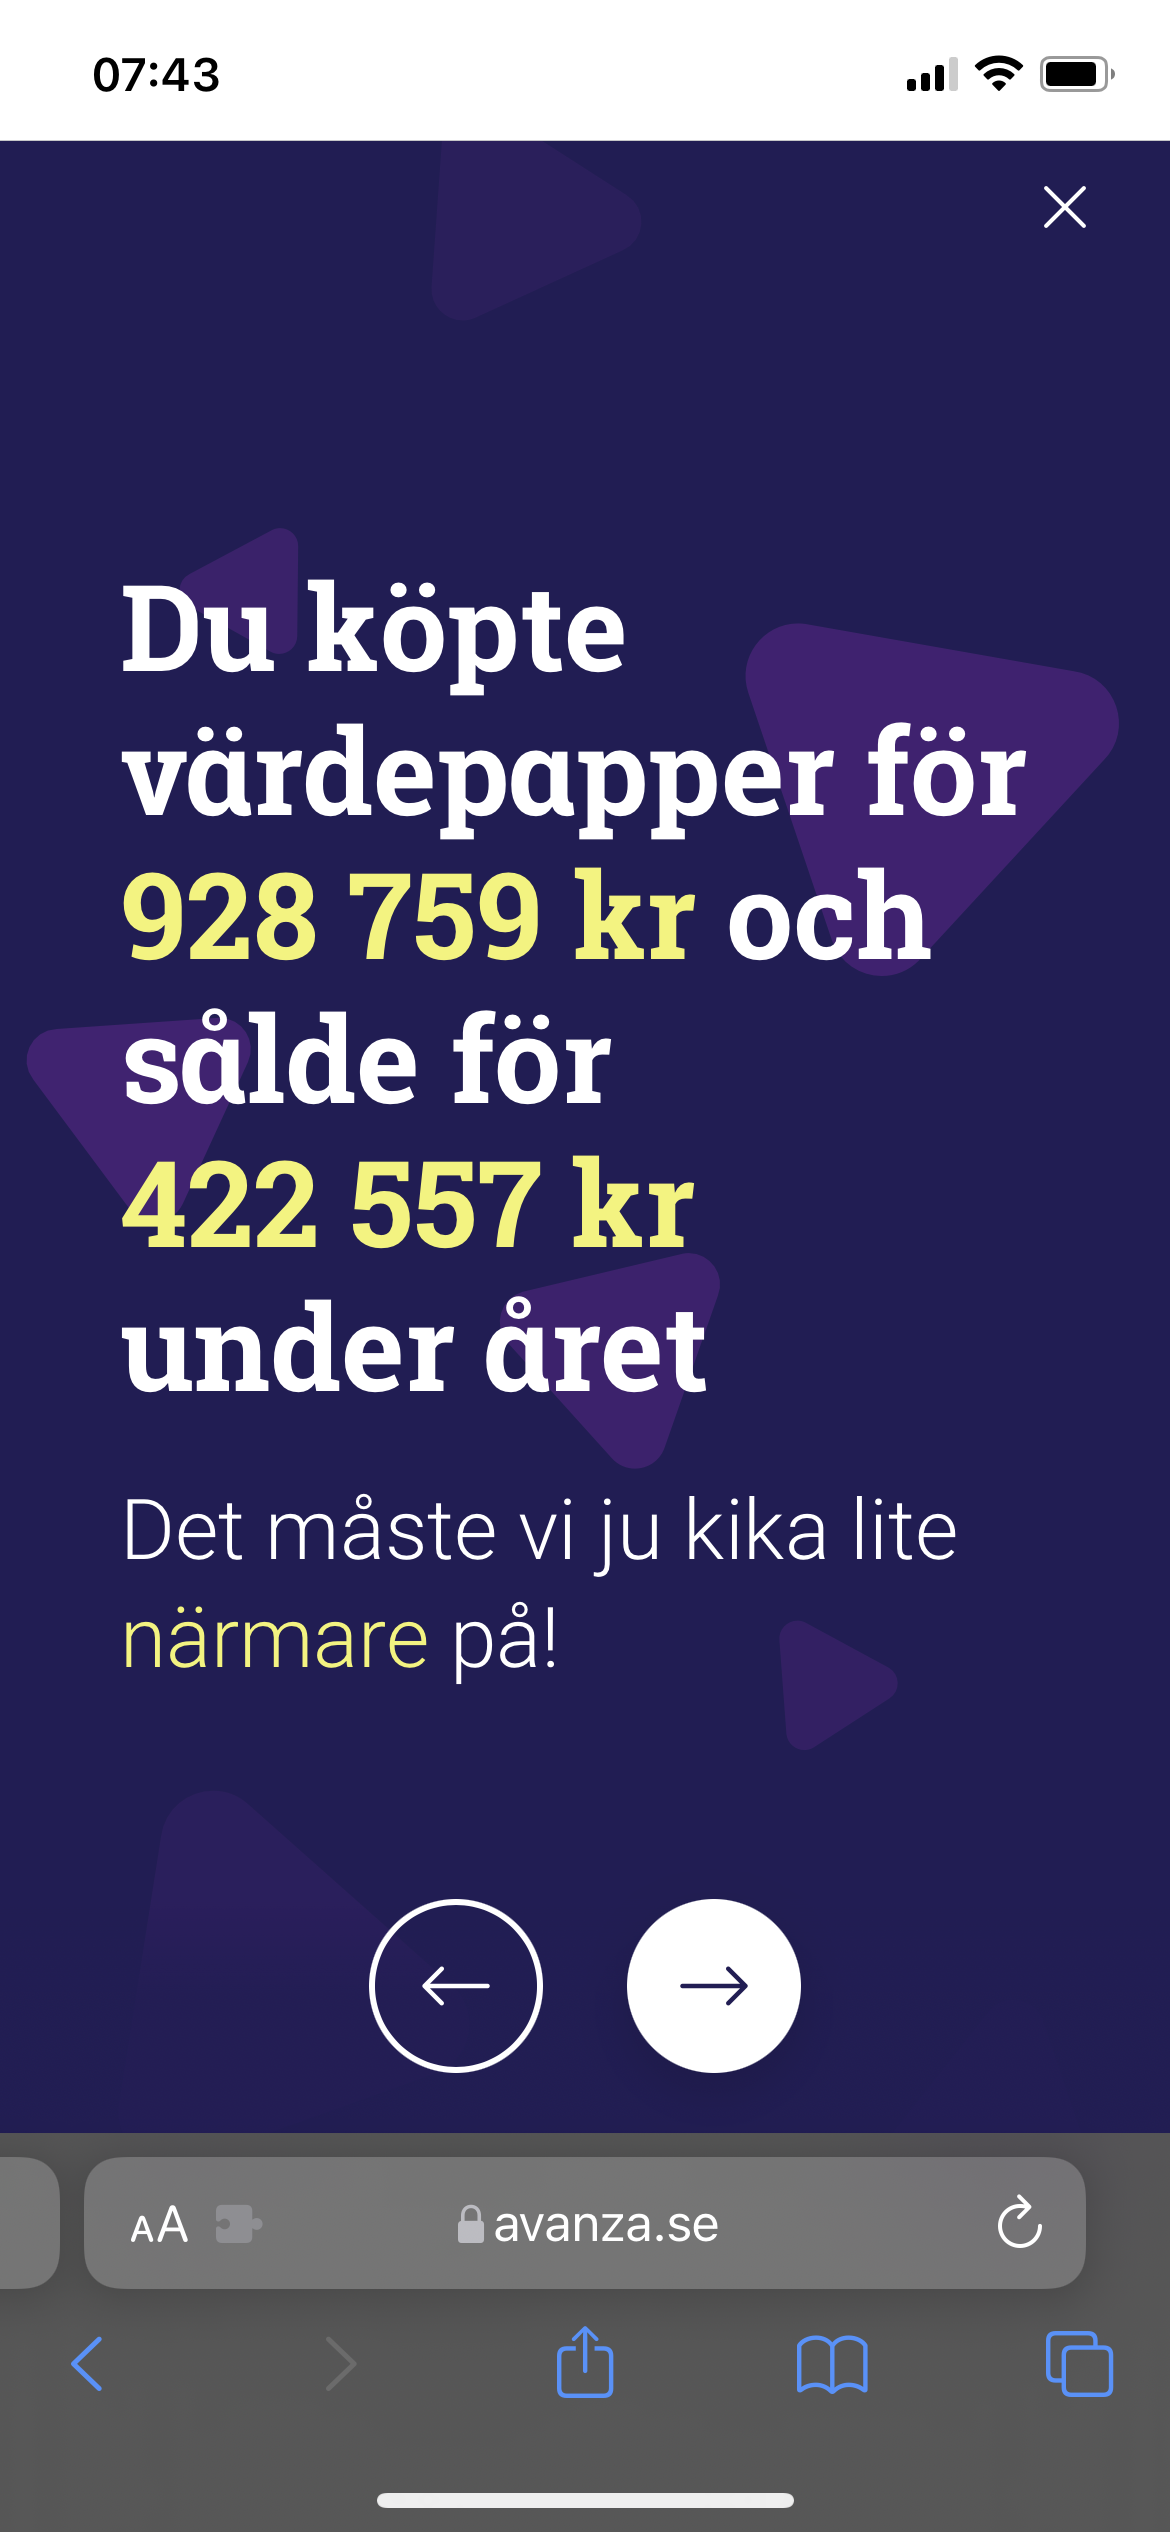 07:43
Du köpte
värdepapper för
928 759 kr och
sålde för
422 557 kr
under året
Det måste vi ju kika lite
närmare på!
AA
avanza.se